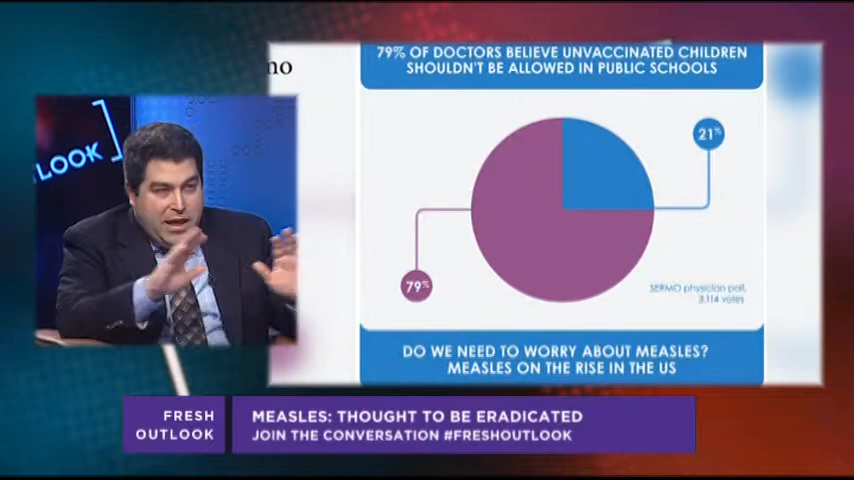 no
79% OF DOCTORS BELIEVE UNVACCINATED CHILDREN
SHOULDN'T BE ALLOWED IN PUBLIC SCHOOLS
21%
79%
SERMO physician poll,
3,114 votes
DO WE NEED TO WORRY ABOUT MEASLES?
MEASLES ON THE RISE IN THE US
LOOK
FRESH
OUTLOOK
MEASLES: THOUGHT TO BE ERADICATED
JOIN THE CONVERSATION #FRESHOUTLOOK